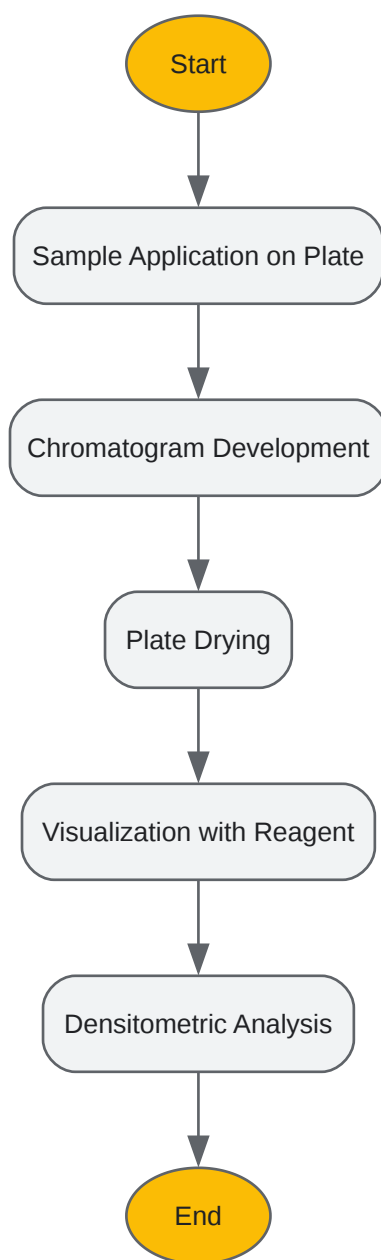 Start
Sample Application on Plate
Chromatogram Development
Plate Drying
Visualization with Reagent
Densitometric Analysis
End